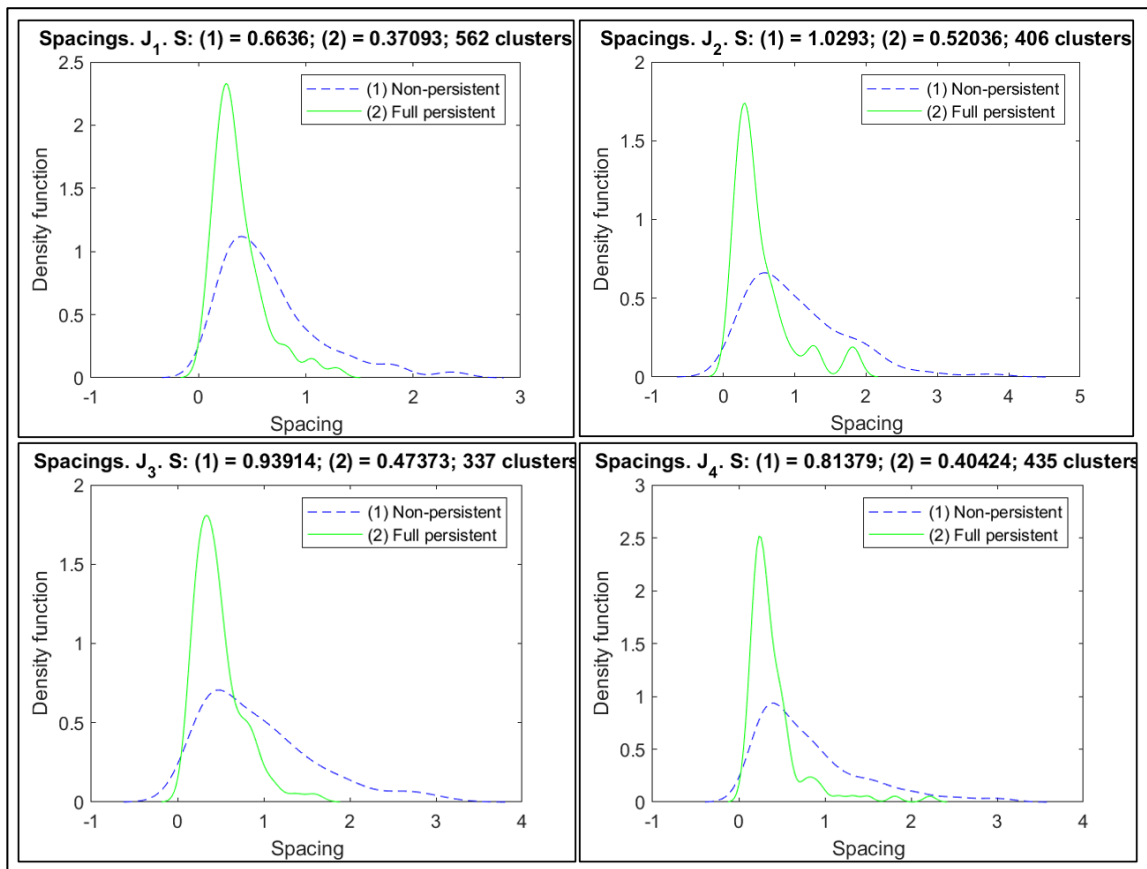 Spacings. J1. S: (1) = 0.6636; (2) = 0.37093; 562 clusters
2.5
2
1.5
1
0.5
0
Density function
(1) Non-persistent
(2) Full persistent
-1 0 1 2 3
Spacing
Spacings. J2. S: (1) = 1.0293; (2) = 0.52036; 406 clusters
2
1.5
1
0.5
0
Density function
(1) Non-persistent
(2) Full persistent
-1 0 1 2 3 4 5
Spacing
Spacings. J3. S: (1) = 0.93914; (2) = 0.47373; 337 clusters
2
1.5
1
0.5
0
Density function
(1) Non-persistent
(2) Full persistent
-1 0 1 2 3 4
Spacing
Spacings. J4. S: (1) = 0.81379; (2) = 0.40424; 435 clusters
3
2.5
2
1.5
1
0.5
0
Density function
(1) Non-persistent
(2) Full persistent
-1 0 1 2 3 4
Spacing